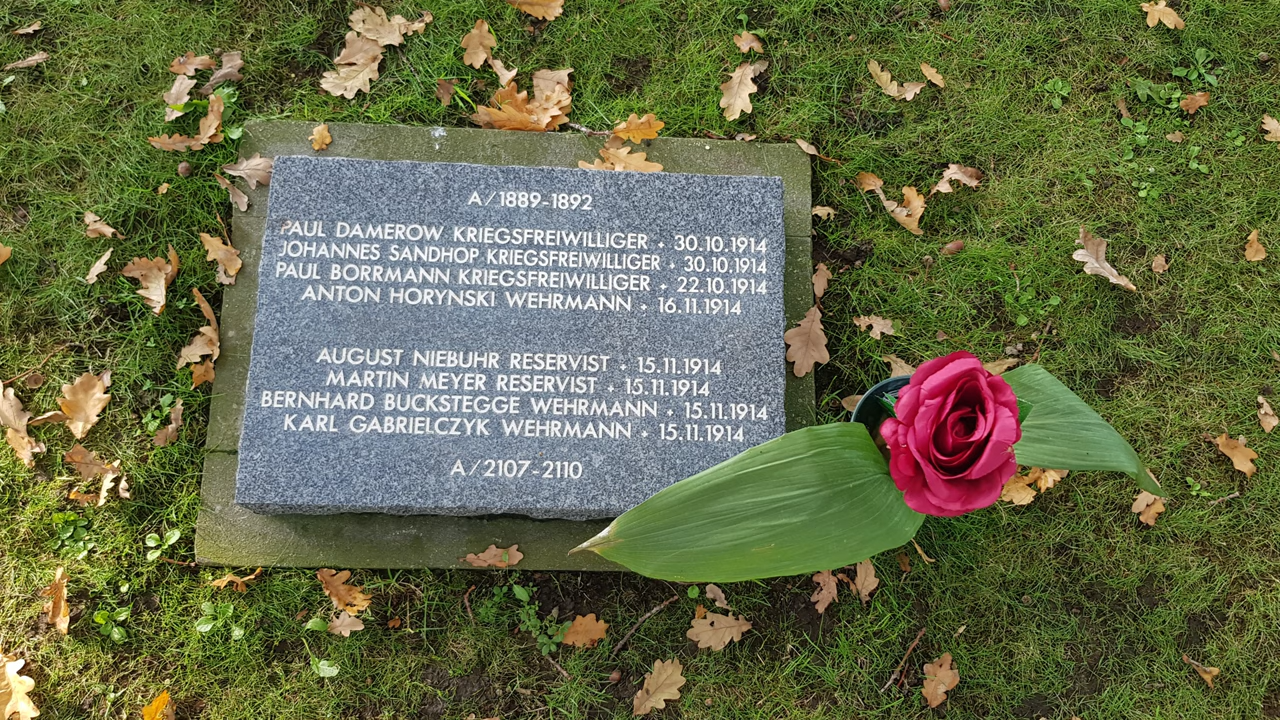 A/1889-1892
PAUL DAMEROW KRIEGSFREIWILLIGER + 30.10.1914
JOHANNES SANDHOP KRIEGSFREIWILLIGER + 30.10.1914
PAUL BORRMANN KRIEGSFREIWILLIGER + 22.10.1914
ANTON HORYNSKI WEHRMANN + 16.11.1914
AUGUST NIEBUHR RESERVIST + 15.11.1914
MARTIN MEYER RESERVIST + 15.11.1914
BERNHARD BUCKSTEGGE WEHRMANN + 15.11.1914
KARL GABRIELCZYK WEHRMANN + 15.11.1914
A/2107-2110